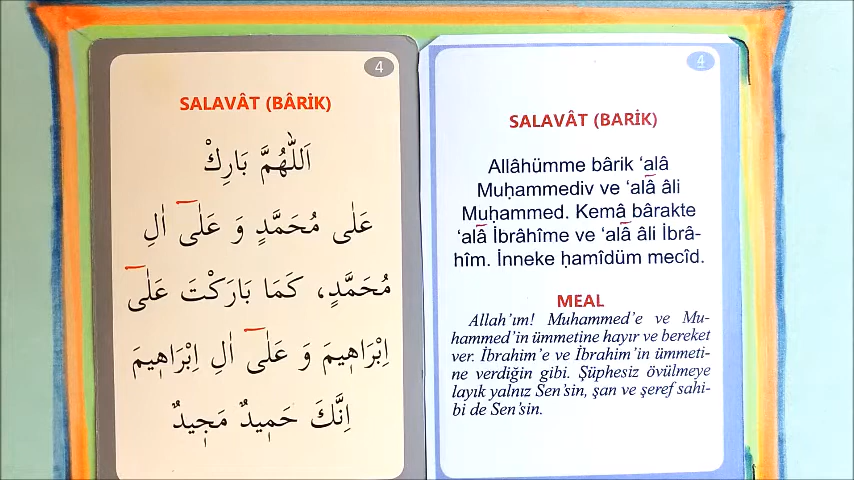 4
SALAVÂT (BÂRİK)
اَللّٰهُمَّ بَارِكْ
عَلٰى مُحَمَّدٍ وَ عَلٰٓى اٰلِ
مُحَمَّدٍ، كَمَا بَارَكْتَ عَلٰٓى
اِبْرَاهٖيمَ وَ عَلٰٓى اٰلِ اِبْرَاهٖيمَ
اِنَّكَ حَمٖيدٌ مَجٖيدٌ
4
SALAVÂT (BARİK)
Allâhümme bârik ‘alâ
Muḥammediv ve ‘alâ âli
Muḥammed. Kemâ bârakte
‘alâ İbrâhîme ve ‘alâ âli İbrâ-
hîm. İnneke ḥamîdüm mecîd.
MEAL
Allah’ım! Muhammed’e ve Mu-
hammed’in ümmetine hayır ve bereket
ver. İbrahim’e ve İbrahim’in ümmeti-
ne verdiğin gibi. Şüphesiz övülmeye
layık yalnız Sen’sin, şan ve şeref sahi-
bi de Sen’sin.